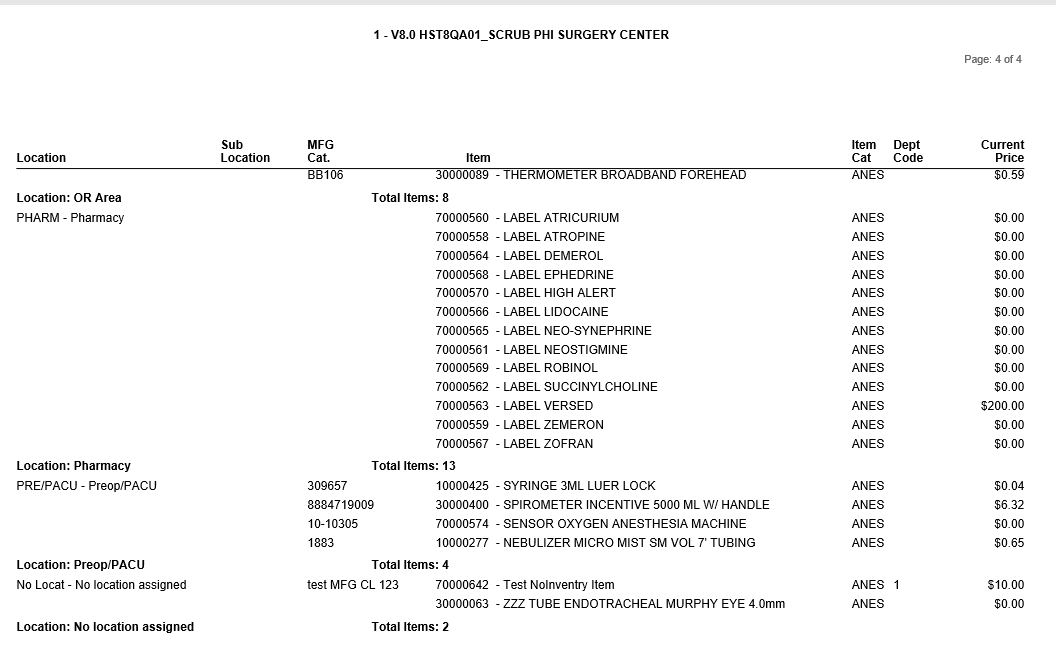 1 - V8.0 HST8QA01_SCRUB PHI SURGERY CENTER
Page: 4 of 4
Location Sub Location MFG Cat. Item Item Cat Dept Code Current Price
BB106 30000089 - THERMOMETER BROADBAND FOREHEAD ANES $0.59
Location: OR Area Total Items: 8
PHARM - Pharmacy 70000560 - LABEL ATRICURIUM ANES $0.00
70000558 - LABEL ATROPINE ANES $0.00
70000564 - LABEL DEMEROL ANES $0.00
70000568 - LABEL EPHEDRINE ANES $0.00
70000570 - LABEL HIGH ALERT ANES $0.00
70000566 - LABEL LIDOCAINE ANES $0.00
70000565 - LABEL NEO-SYNEPHRINE ANES $0.00
70000561 - LABEL NEOSTIGMINE ANES $0.00
70000569 - LABEL ROBINOL ANES $0.00
70000562 - LABEL SUCCINYLCHOLINE ANES $0.00
70000563 - LABEL VERSED ANES $200.00
70000559 - LABEL ZEMERON ANES $0.00
70000567 - LABEL ZOFRAN ANES $0.00
Location: Pharmacy Total Items: 13
PRE/PACU - Preop/PACU 309657 10000425 - SYRINGE 3ML LUER LOCK ANES $0.04
8884719009 30000400 - SPIROMETER INCENTIVE 5000 ML W/ HANDLE ANES $6.32
10-10305 70000574 - SENSOR OXYGEN ANESTHESIA MACHINE ANES $0.00
1883 10000277 - NEBULIZER MICRO MIST SM VOL 7' TUBING ANES $0.65
Location: Preop/PACU Total Items: 4
No Locat - No location assigned test MFG CL 123 70000642 - Test NoInventry Item ANES 1 $10.00
30000063 - ZZZ TUBE ENDOTRACHEAL MURPHY EYE 4.0mm ANES $0.00
Location: No location assigned Total Items: 2